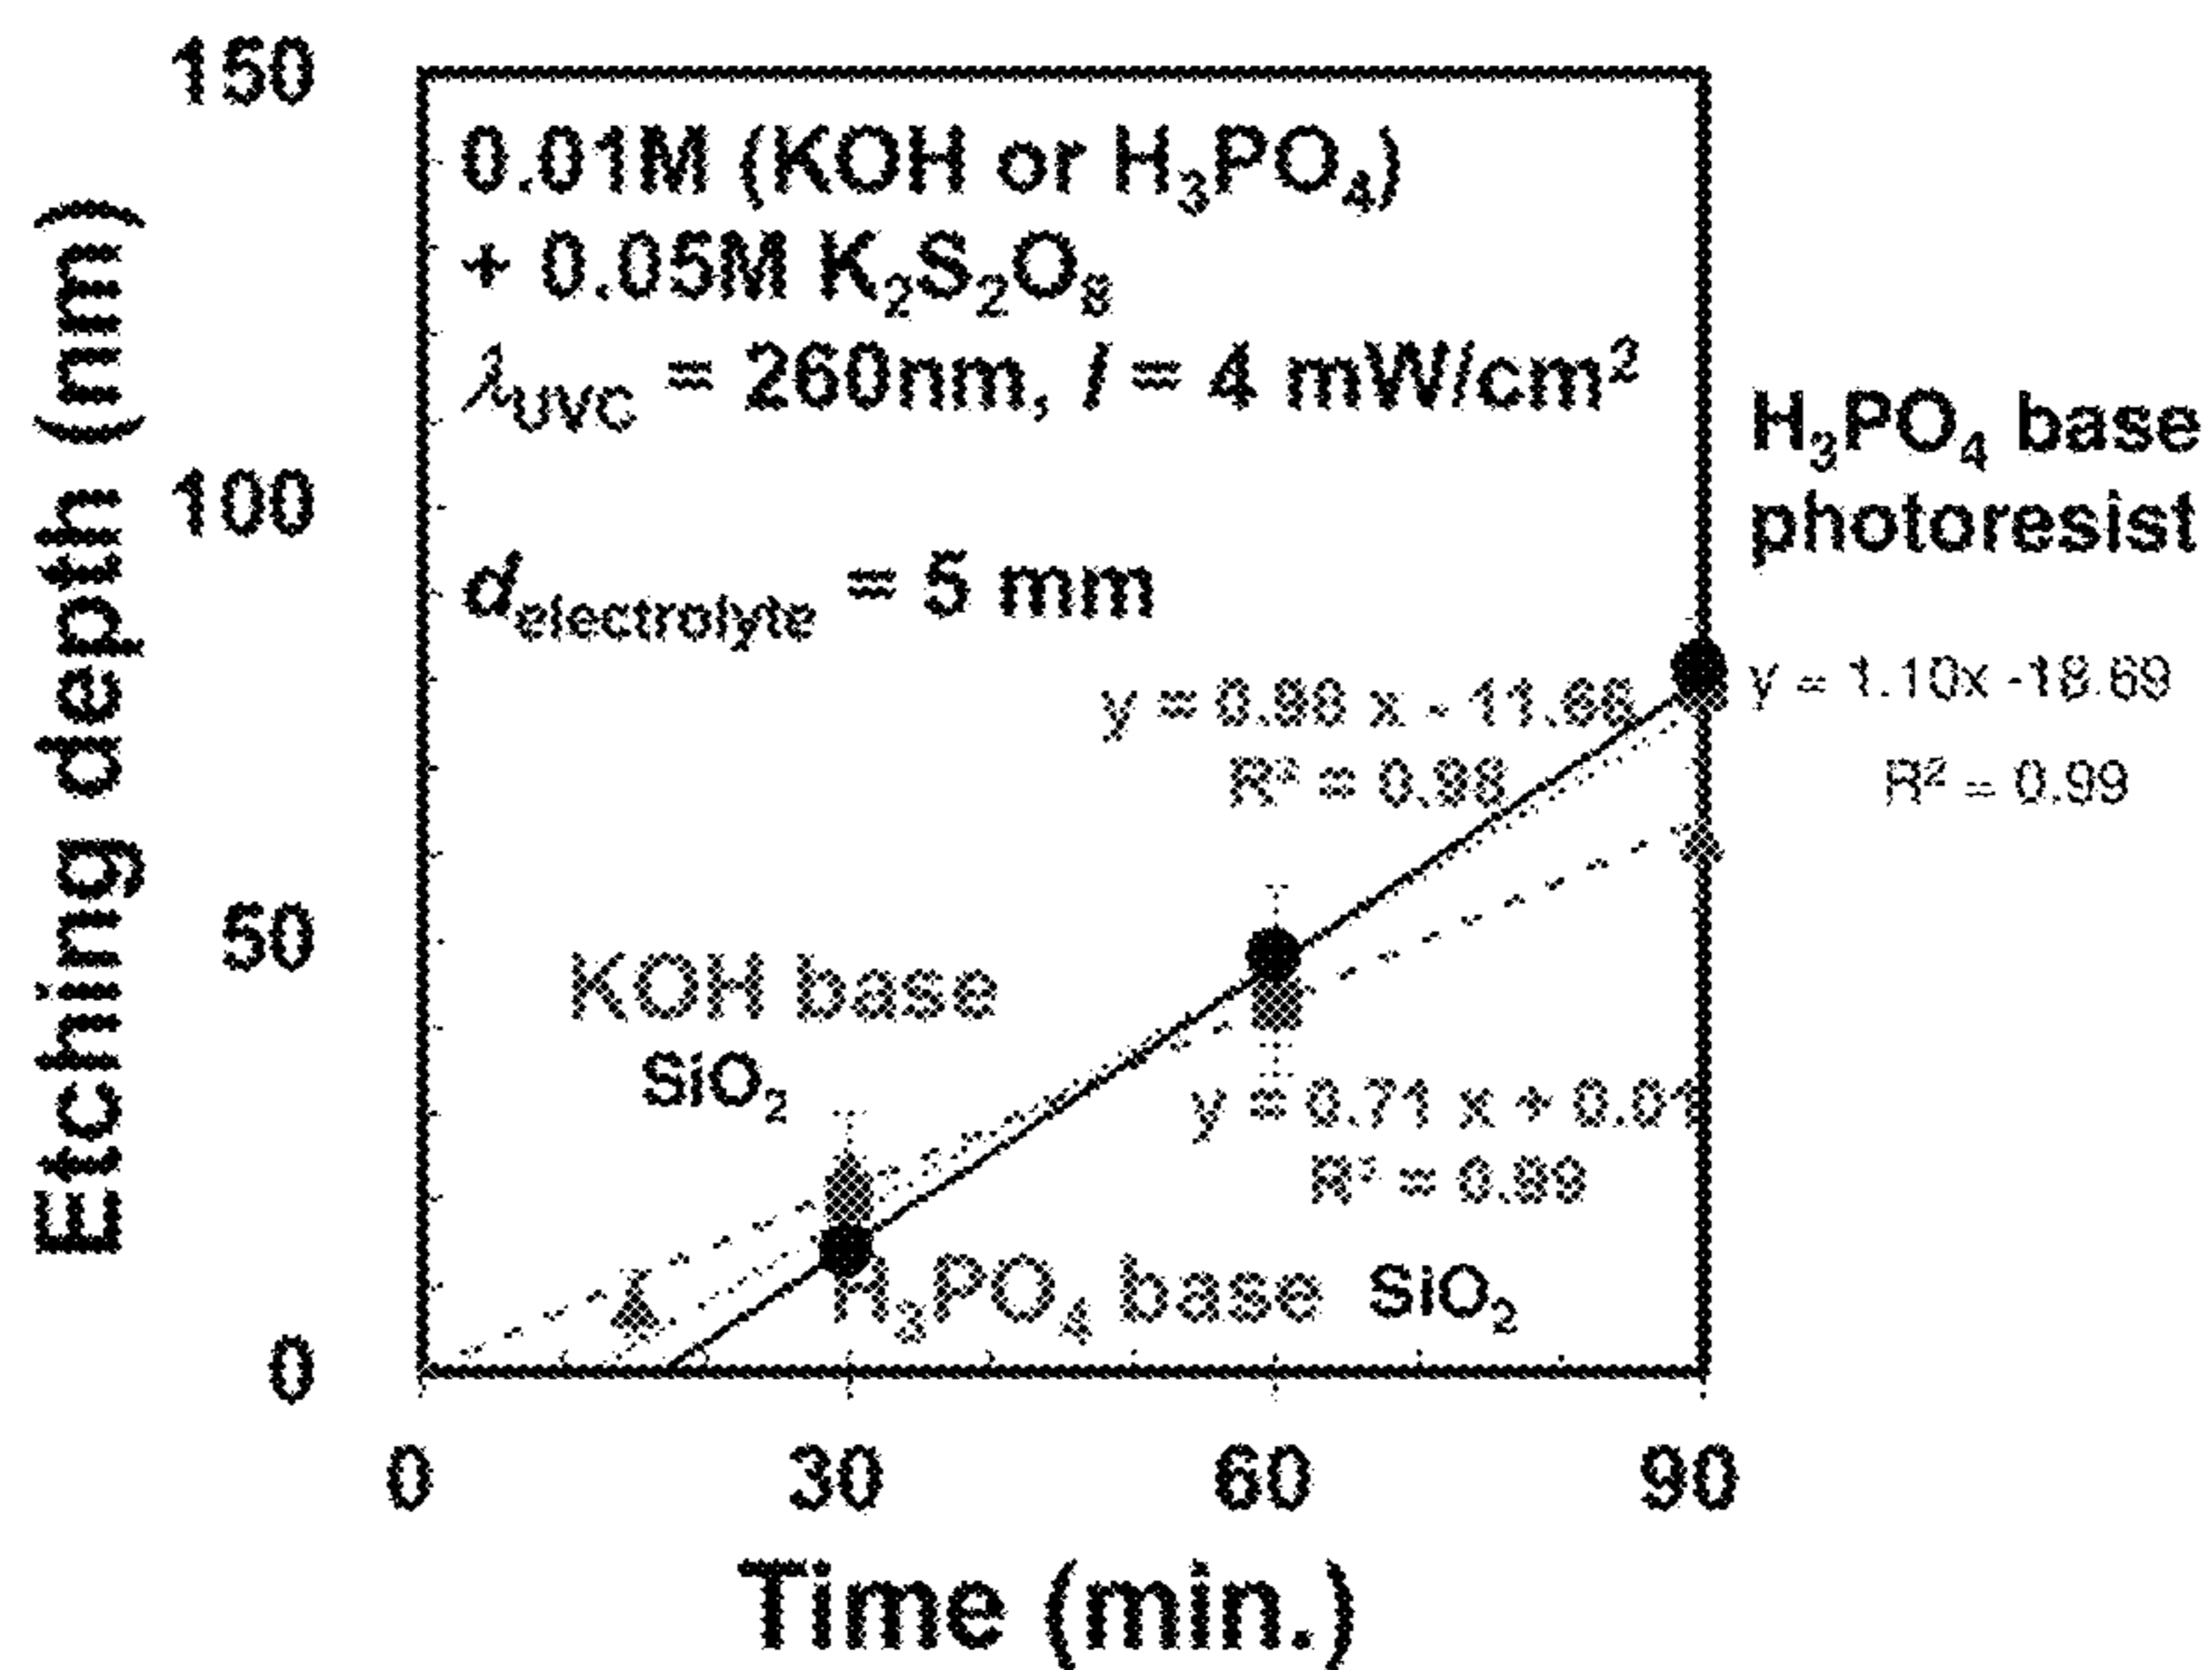 150
100
50
0
Etching depth (nm)
0.01M (KOH or H₃PO₄)
+ 0.05M K₂S₂O₈
λUVC = 260nm, I = 4 mW/cm²
delectrolyte = 5 mm
H₃PO₄ base
photoresist
y = 1.10x -18.69
R² = 0.99
y = 0.98 x - 11.68
R² = 0.98
KOH base
SiO₂
y = 0.71 x + 0.01
R² = 0.99
H₃PO₄ base SiO₂
0 30 60 90
Time (min.)